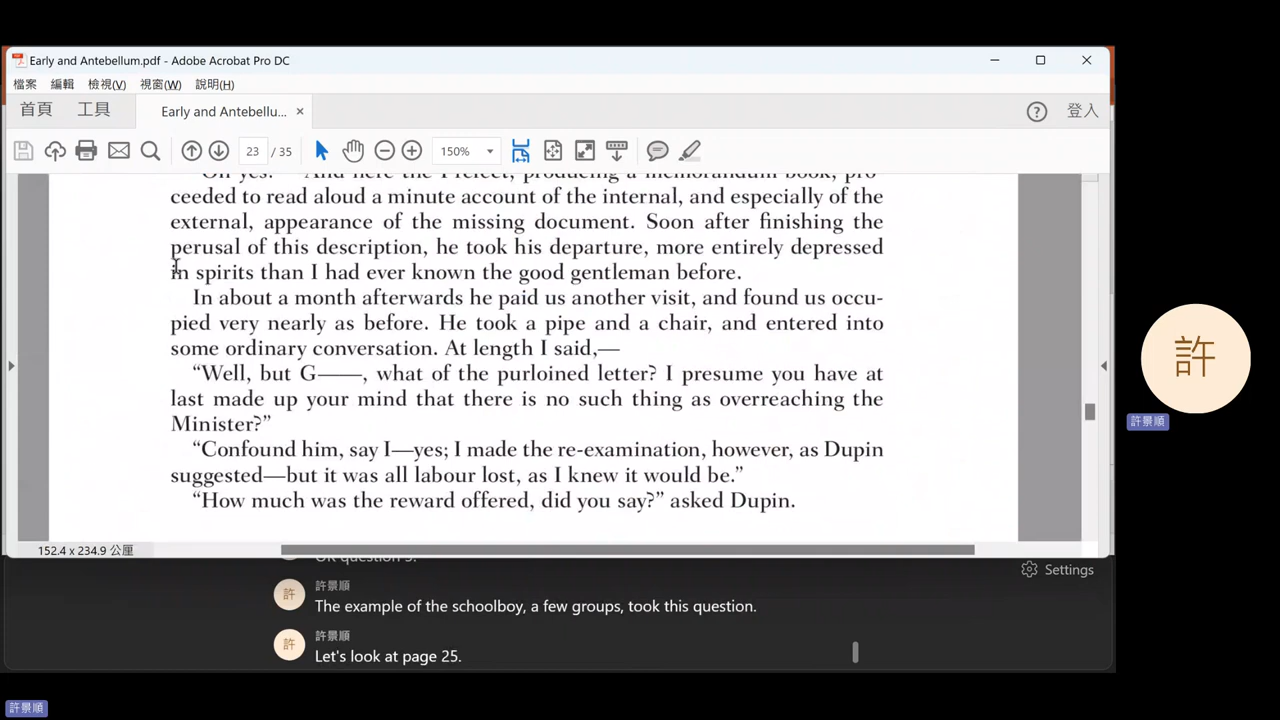 Early and Antebellum.pdf - Adobe Acrobat Pro DC
檔案 編輯 檢視(V) 視窗(W) 說明(H)
首頁 工具 Early and Antebellu... × 登入
23 / 35 150%
"Oh yes!" And here the Prefect, producing a memorandum book, pro-
ceeded to read aloud a minute account of the internal, and especially of the
external, appearance of the missing document. Soon after finishing the
perusal of this description, he took his departure, more entirely depressed
in spirits than I had ever known the good gentleman before.
In about a month afterwards he paid us another visit, and found us occu-
pied very nearly as before. He took a pipe and a chair, and entered into
some ordinary conversation. At length I said,—
"Well, but G——, what of the purloined letter? I presume you have at
last made up your mind that there is no such thing as overreaching the
Minister?"
"Confound him, say I—yes; I made the re-examination, however, as Dupin
suggested—but it was all labour lost, as I knew it would be."
"How much was the reward offered, did you say?" asked Dupin.
152.4 x 234.9 公厘
Settings
許景順
The example of the schoolboy, a few groups, took this question.
許景順
Let's look at page 25.
許
許
許
許景順
許景順